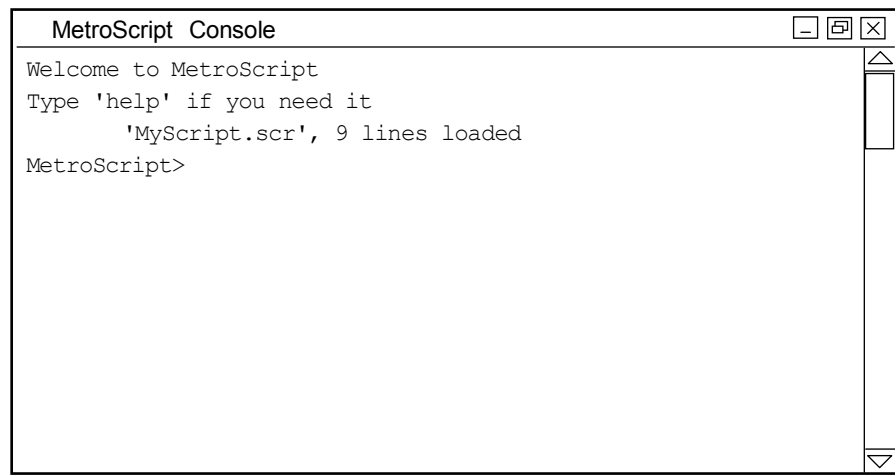 MetroScript Console
Welcome to MetroScript
Type 'help' if you need it
'MyScript.scr', 9 lines loaded
MetroScript>